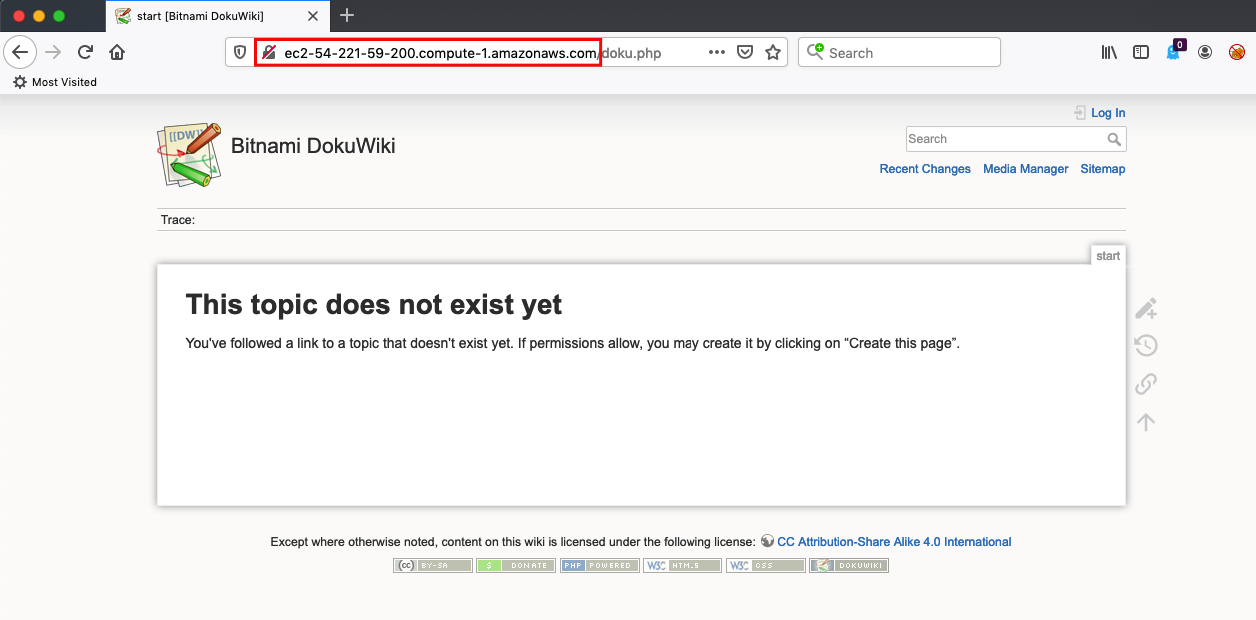 start [Bitnami DokuWiki]
ec2-54-221-59-200.compute-1.amazonaws.com/doku.php
Search
0
Most Visited
Log In
[[DW]]
Bitnami DokuWiki
Search
Recent Changes Media Manager Sitemap
Trace:
start
This topic does not exist yet
You've followed a link to a topic that doesn't exist yet. If permissions allow, you may create it by clicking on “Create this page”.
Except where otherwise noted, content on this wiki is licensed under the following license: CC Attribution-Share Alike 4.0 International
cc BY-SA $ DONATE PHP POWERED W3C HTML5 W3C CSS DOKUWIKI